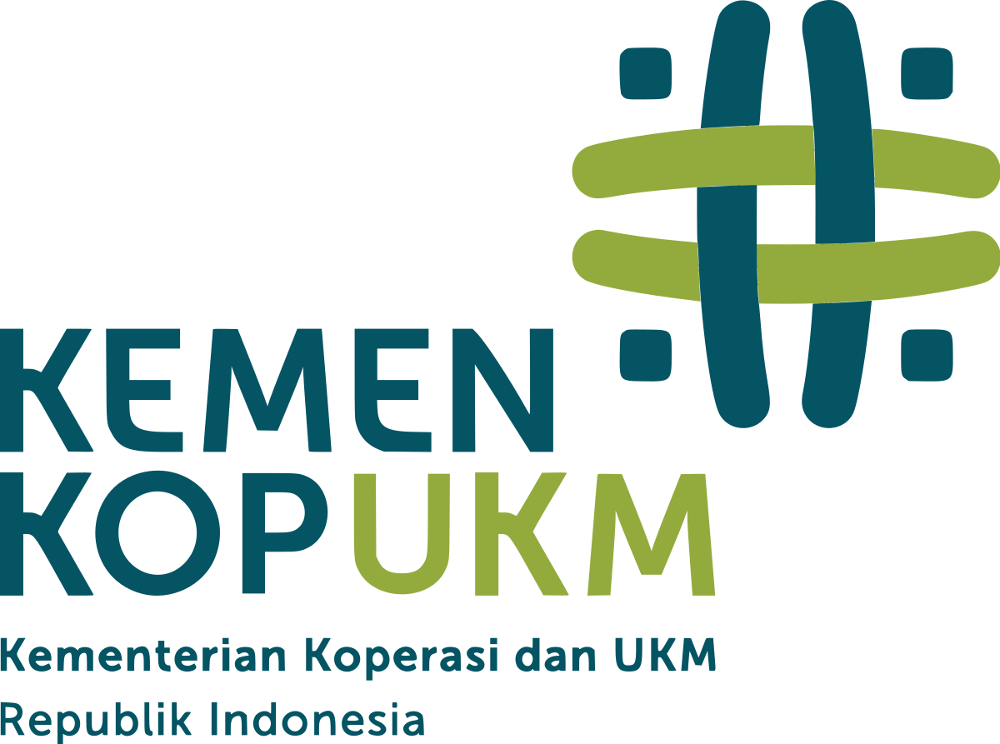 KEMEN
KOPUKM
Kementerian Koperasi dan UKM
Republik Indonesia